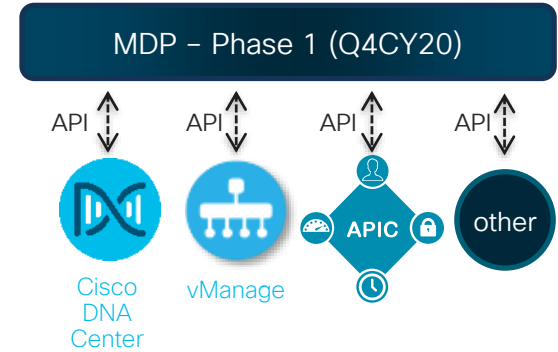 MDP – Phase 1 (Q4CY20)
API API API API
APIC other
Cisco vManage
DNA
Center